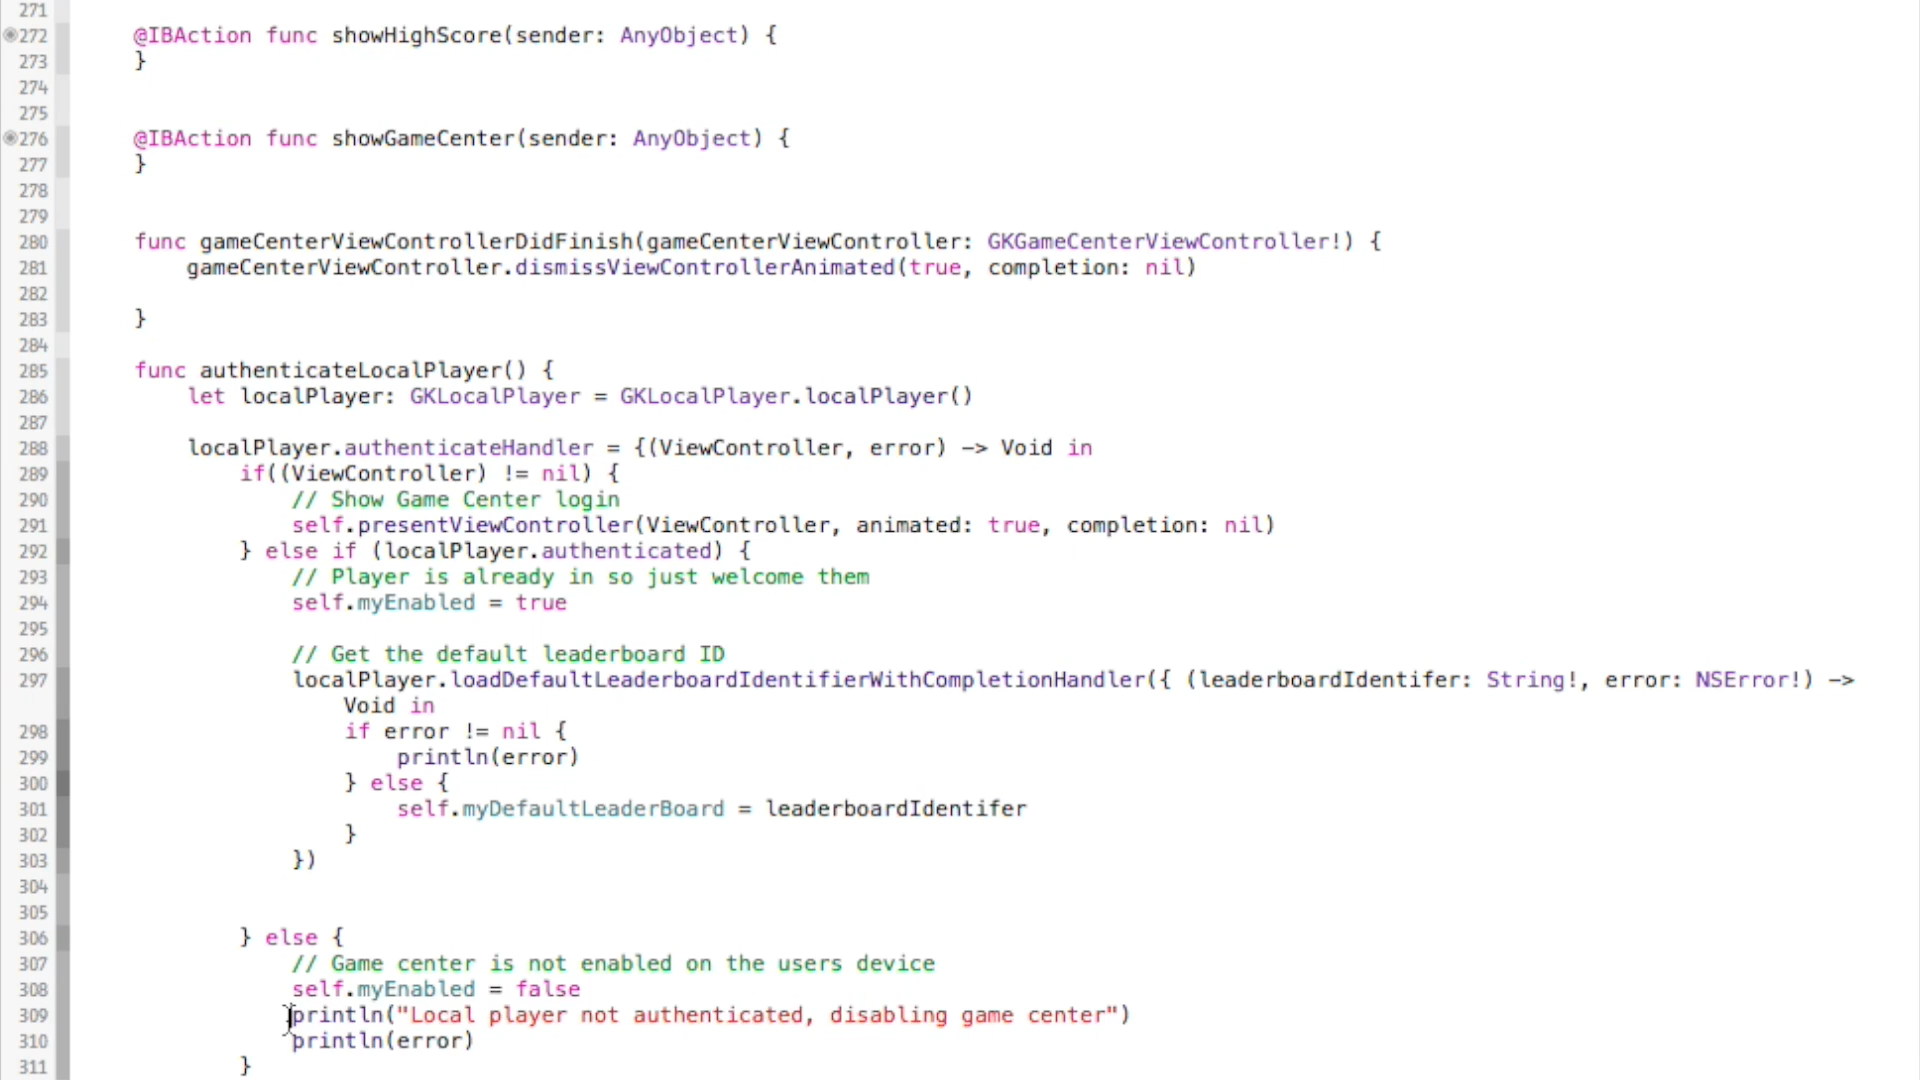 271
272 @IBAction func showHighScore(sender: AnyObject) {
273 }
274
275
276 @IBAction func showGameCenter(sender: AnyObject) {
277 }
278
279
280 func gameCenterViewControllerDidFinish(gameCenterViewController: GKGameCenterViewController!) {
281 gameCenterViewController.dismissViewControllerAnimated(true, completion: nil)
282
283 }
284
285 func authenticateLocalPlayer() {
286 let localPlayer: GKLocalPlayer = GKLocalPlayer.localPlayer()
287
288 localPlayer.authenticateHandler = {(ViewController, error) -> Void in
289 if((ViewController) != nil) {
290 // Show Game Center login
291 self.presentViewController(ViewController, animated: true, completion: nil)
292 } else if (localPlayer.authenticated) {
293 // Player is already in so just welcome them
294 self.myEnabled = true
295
296 // Get the default leaderboard ID
297 localPlayer.loadDefaultLeaderboardIdentifierWithCompletionHandler({ (leaderboardIdentifer: String!, error: NSError!) ->
Void in
298 if error != nil {
299 println(error)
300 } else {
301 self.myDefaultLeaderBoard = leaderboardIdentifer
302 }
303 })
304
305
306 } else {
307 // Game center is not enabled on the users device
308 self.myEnabled = false
309 println("Local player not authenticated, disabling game center")
310 println(error)
311 }